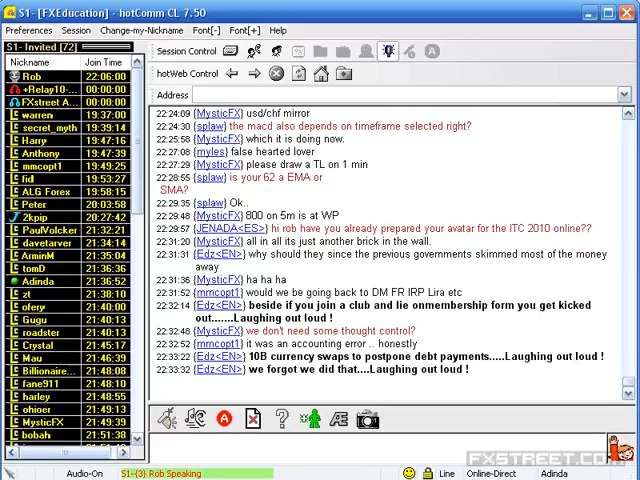 S1- [FXEducation] - hotComm CL 7.50
Preferences Session Change-my-Nickname Font[-] Font[+] Help
S1- Invited [72]
Session Control
Nickname Join Time
hotWeb Control
Address
Rob 22:06:00
+Relay10-... 00:00:00
FXstreet A... 00:00:00
warren 19:37:00
secret_myth 19:39:14
Harry 19:47:16
Anthony 19:47:39
mmcopt1 19:49:25
fidl 19:53:27
ALG Forex 19:58:15
Peter 20:03:58
2kpip 20:27:42
PaulVolcker 21:32:21
davetarver 21:34:14
ArminM 21:35:04
tomD 21:36:36
Adinda 21:36:52
zt 21:38:10
ofery 21:40:00
Gugu 21:40:13
roadster 21:40:32
Crystal 21:45:17
Mau 21:46:39
Billionaire... 21:48:36
fane911 21:48:40
harley 21:48:55
ohioer 21:49:13
MysticFX 21:49:13
bobah 21:51:38
22:24:09 {MysticFX} usd/chf mirror
22:24:30 {splaw} the macd also depends on timeframe selected right?
22:25:58 {MysticFX} which it is doing now.
22:27:08 {myles} false hearted lover
22:27:11 {MysticFX} please draw a TL on 1 min
22:28:55 {splaw} is your 62 a EMA or
SMA?
22:29:35 {splaw} Ok..
22:29:48 {MysticFX} 800 on 5m is at WP
22:29:57 {JENADA<ES>} hi rob have you already prepared your avatar for the ITC 2010 online??
22:31:20 {MysticFX} all in all its just another brick in the wall.
22:31:31 {Edz<EN>} why should they since the previous governments skimmed most of the money
away
22:31:36 {MysticFX} ha ha ha
22:31:52 {mmcopt1} would we be going back to DM FR IRP Lira etc
22:32:14 {Edz<EN>} beside if you join a club and lie onmembership form you get kicked
out.......Laughing out loud !
22:32:48 {MysticFX} we don't need some thought control?
22:32:52 {mmcopt1} it was an accounting error .. honestly
22:33:22 {Edz<EN>} 10B currency swaps to postpone debt payments.....Laughing out loud !
22:33:32 {Edz<EN>} we forgot we did that....Laughing out loud !
FXSTREET.COM
Audio-On S1-{3} Rob Speaking Line Online-Direct Adinda